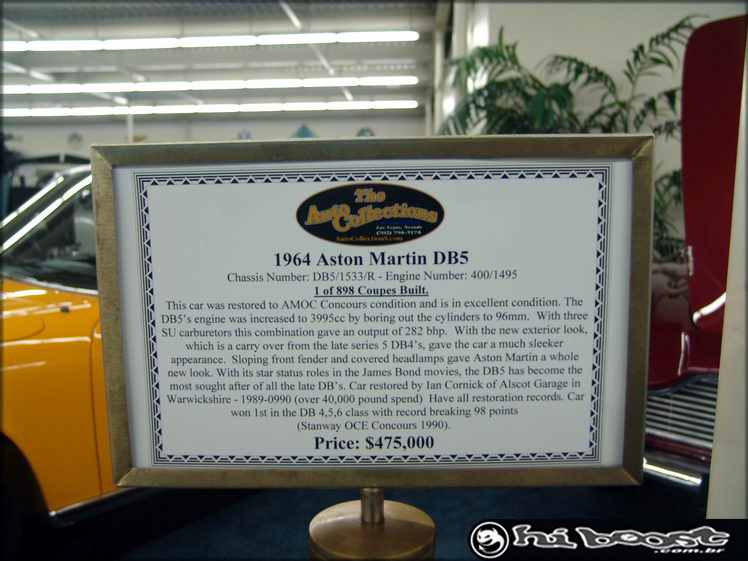 The
Auto Collections
Las Vegas, Nevada
(702) 794-3174
AutoCollectionS.com
1964 Aston Martin DB5
Chassis Number: DB5/1533/R - Engine Number: 400/1495
1 of 898 Coupes Built.
This car was restored to AMOC Concours condition and is in excellent condition. The
DB5's engine was increased to 3995cc by boring out the cylinders to 96mm. With three
SU carburetors this combination gave an output of 282 bhp. With the new exterior look,
which is a carry over from the late series 5 DB4's, gave the car a much sleeker
appearance. Sloping front fender and covered headlamps gave Aston Martin a whole
new look. With its star status roles in the James Bond movies, the DB5 has become the
most sought after of all the late DB's. Car restored by Ian Cornick of Alscot Garage in
Warwickshire - 1989-0990 (over 40,000 pound spend) Have all restoration records. Car
won 1st in the DB 4,5,6 class with record breaking 98 points
(Stanway OCE Concours 1990).
Price: $475,000
hi boost
.com.br